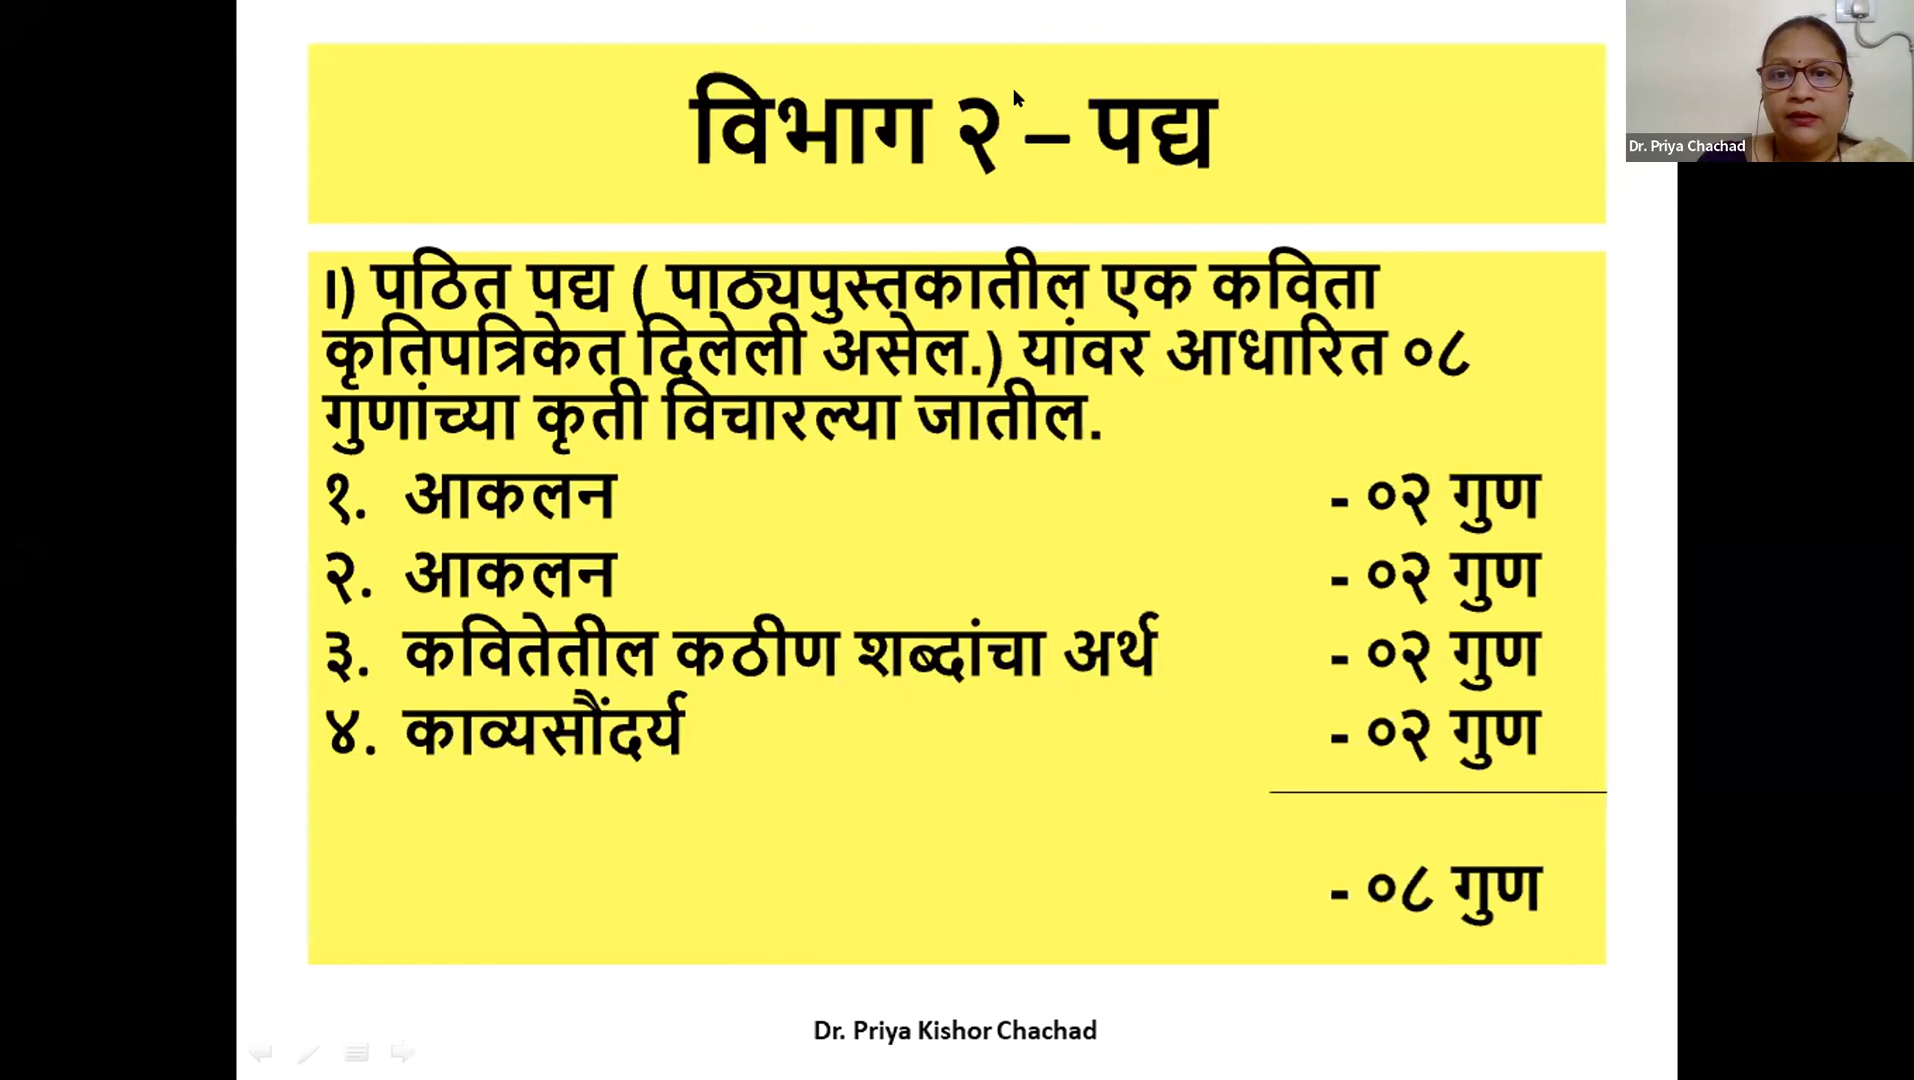 विभाग २ – पद्य
Dr. Priya Chachad
।) पठित पद्य ( पाठ्यपुस्तकातील एक कविता
कृतिपत्रिकेत दिलेली असेल.) यांवर आधारित ०८
गुणांच्या कृती विचारल्या जातील.
१. आकलन - ०२ गुण
२. आकलन - ०२ गुण
३. कवितेतील कठीण शब्दांचा अर्थ - ०२ गुण
४. काव्यसौंदर्य - ०२ गुण
- ०८ गुण
Dr. Priya Kishor Chachad